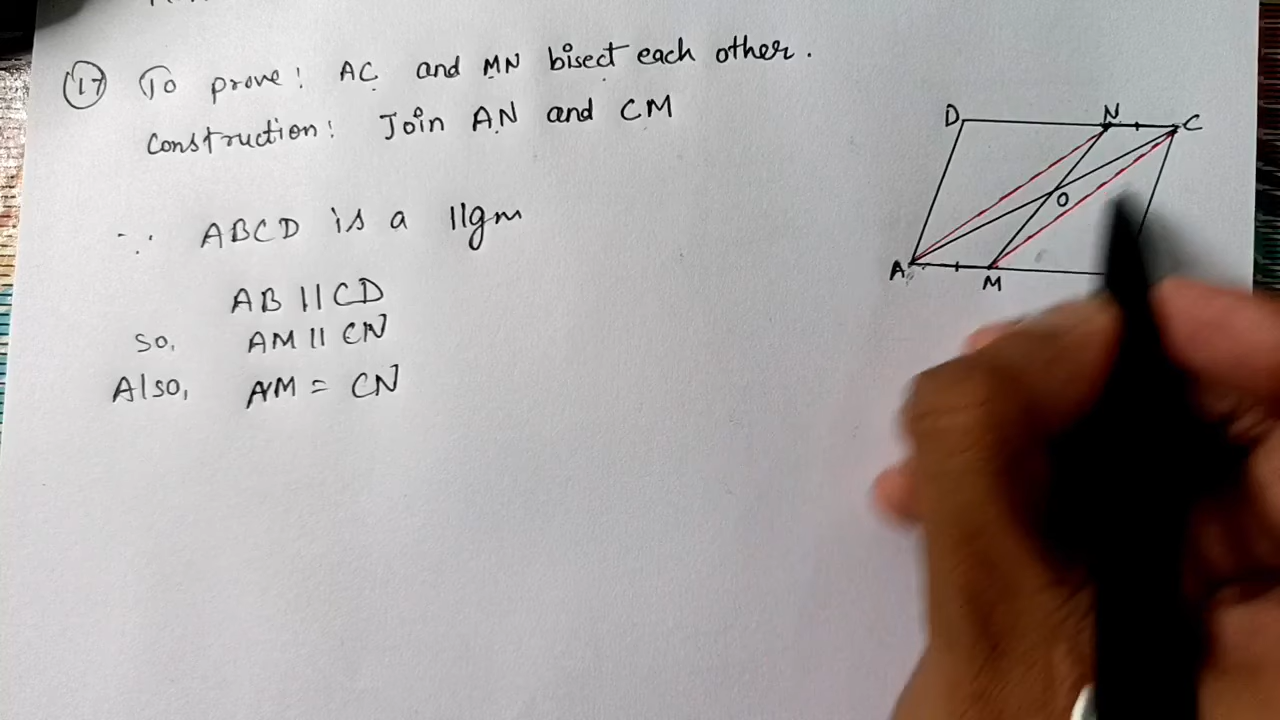 (17) To prove: AC and MN bisect each other.
Construction: Join AN and CM
∵ ABCD is a ||gm
AB || CD
So, AM || CN
Also, AM = CN
D N C
O
A M